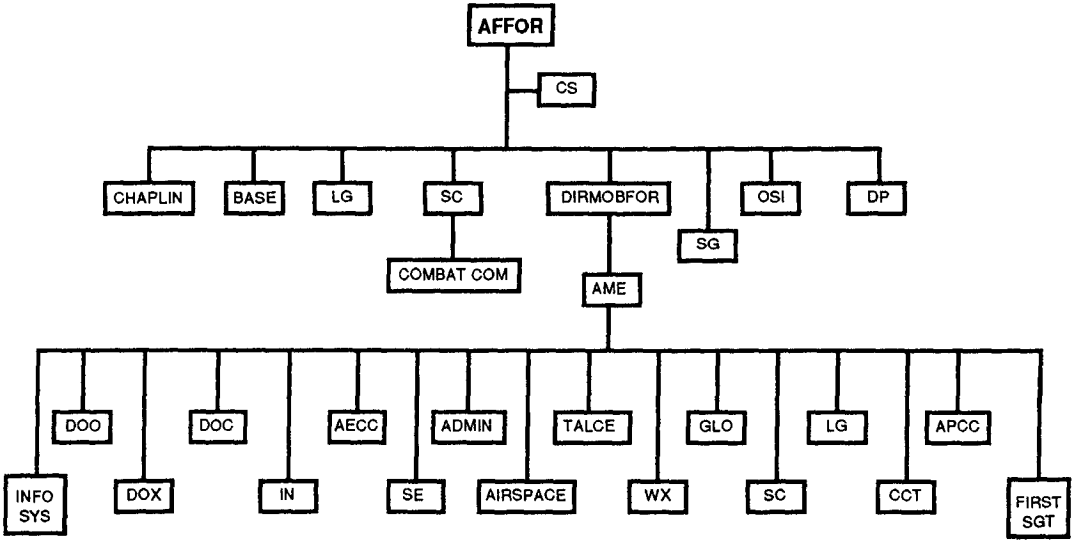 AFFOR
CS
CHAPLIN
BASE
LG
SC
DIRMOBFOR
OSI
DP
SG
COMBAT COM
AME
DOO
DOC
AECC
ADMIN
TALCE
GLO
LG
APCC
INFO
SYS
DOX
IN
SE
AIRSPACE
WX
SC
CCT
FIRST
SGT